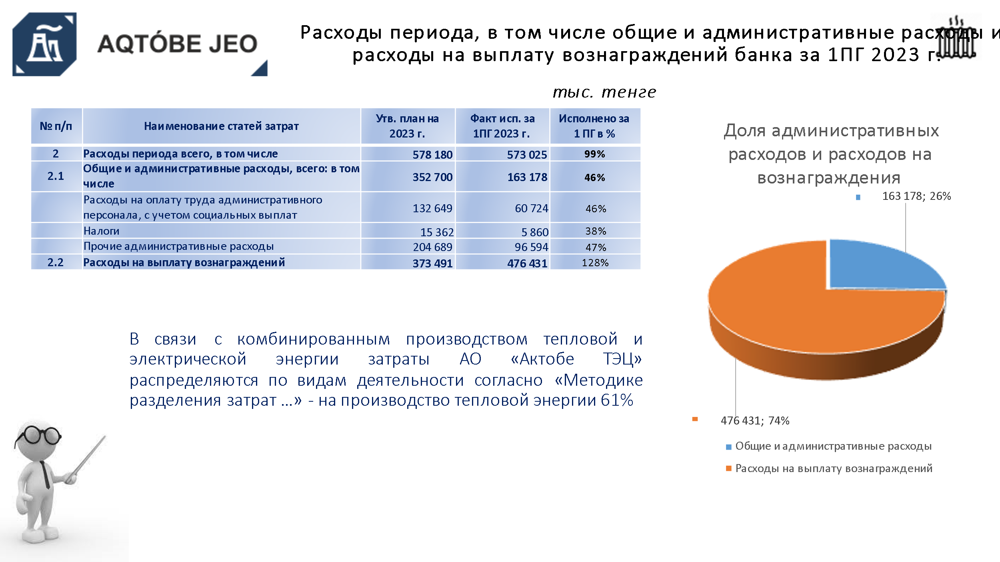 AQTÓBE JEO
Расходы периода, в том числе общие и административные расходы и
расходы на выплату вознаграждений банка за 1ПГ 2023 г.
тыс. тенге
№ п/п Наименование статей затрат Утв. план на 2023 г. Факт исп. за 1ПГ 2023 г. Исполнено за 1 ПГ в %
2 Расходы периода всего, в том числе 578 180 573 025 99%
2.1 Общие и административные расходы, всего: в том числе 352 700 163 178 46%
Расходы на оплату труда административного персонала, с учетом социальных выплат 132 649 60 724 46%
Налоги 15 362 5 860 38%
Прочие административные расходы 204 689 96 594 47%
2.2 Расходы на выплату вознаграждений 373 491 476 431 128%
В связи с комбинированным производством тепловой и
электрической энергии затраты АО «Актобе ТЭЦ»
распределяются по видам деятельности согласно «Методике
разделения затрат ...» - на производство тепловой энергии 61%
Доля административных
расходов и расходов на
вознаграждения
163 178; 26%
476 431; 74%
Общие и административные расходы
Расходы на выплату вознаграждений